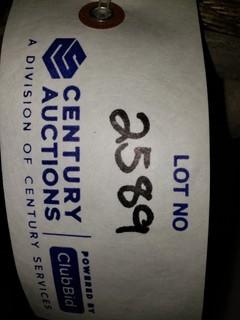 LOT NO
2589
CENTURY
AUCTIONS
A DIVISION OF CENTURY SERVICES
POWERED BY
ClubBid